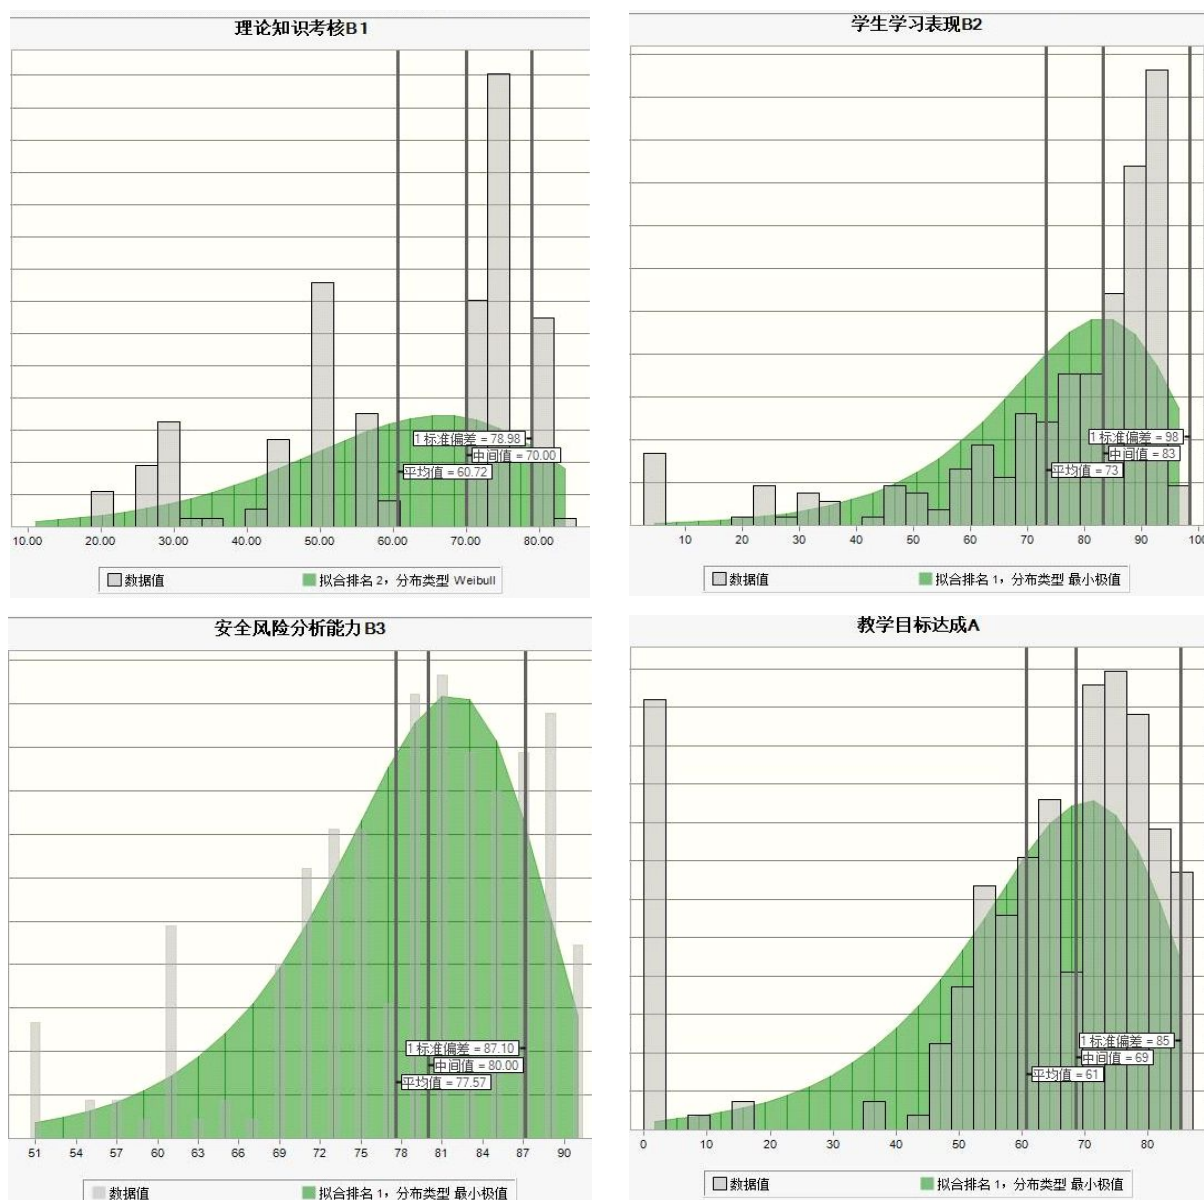 理论知识考核B1
1 标准偏差 = 78.98
中间值 = 70.00
平均值 = 60.72
10.00 20.00 30.00 40.00 50.00 60.00 70.00 80.00
数据值 拟合排名 2，分布类型 Weibull
学生学习表现B2
1 标准偏差 = 98
中间值 = 83
平均值 = 73
10 20 30 40 50 60 70 80 90 100
数据值 拟合排名 1，分布类型 最小极值
安全风险分析能力B3
1 标准偏差 = 87.10
中间值 = 80.00
平均值 = 77.57
51 54 57 60 63 66 69 72 75 78 81 84 87 90
数据值 拟合排名 1，分布类型 最小极值
教学目标达成A
1 标准偏差 = 85
中间值 = 69
平均值 = 61
0 10 20 30 40 50 60 70 80
数据值 拟合排名 1，分布类型 最小极值